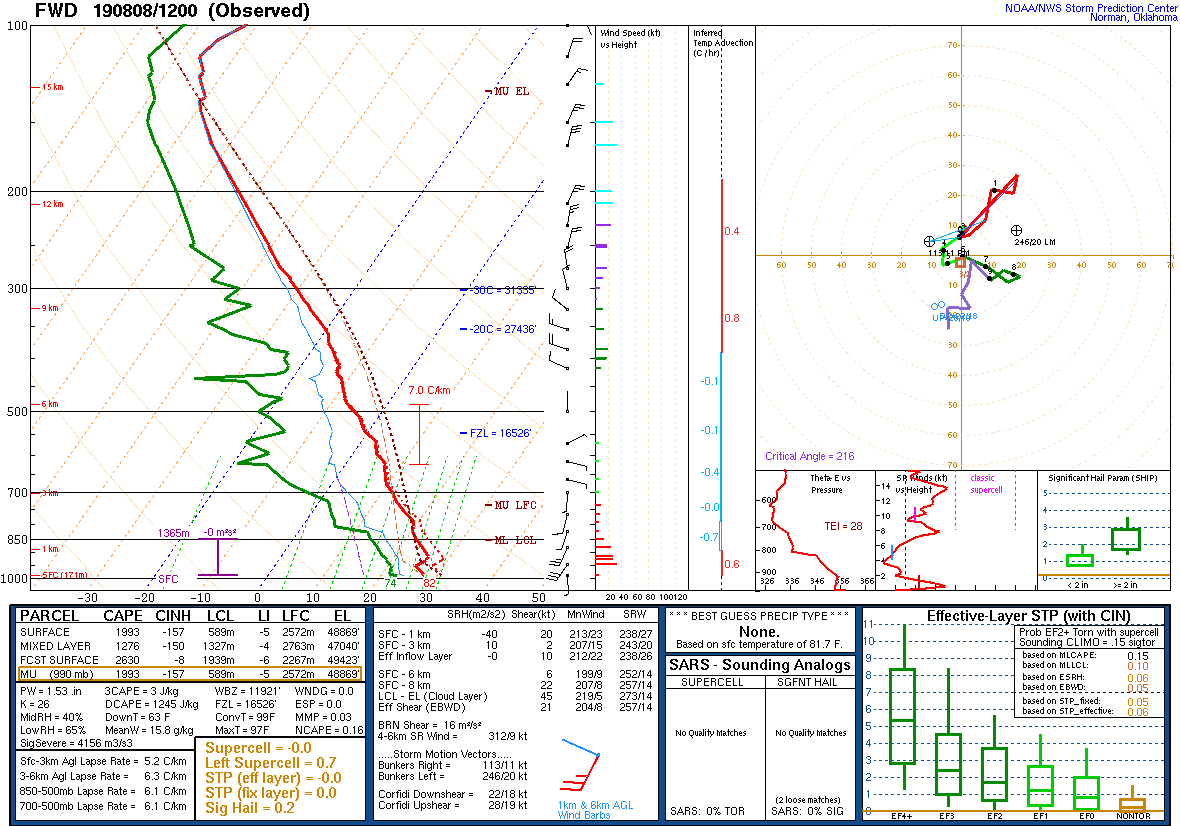 FWD 190808/1200 (Observed)
NOAA/NWS Storm Prediction Center
Norman, Oklahoma
100
200
300
500
700
850
1000
15 km
12 km
9 km
6 km
1 km
SFC (171m)
MU EL
-30C = 31335'
-20C = 27436'
7.0 C/km
FZL = 16526'
MU LFC
ML LCL
1365m -0 m²s²
SFC
74 82
-30 -20 -10 0 10 20 30 40 50
Wind Speed (kt)
vs Height
20 40 60 80 100 120
Inferred
Temp Advection
(C /hr)
0.4
0.8
-0.1
-0.1
-0.4
-0.0
-0.7
0.6
70
60
50
40
30
20
10
60 50 40 30 20 10 10 20 30 40 50 60 70
10
20
30
40
50
60
70
1
7
8
246/20 LM
Critical Angle = 216
Theta-E vs
Pressure
600
700
800
900
TEI = 28
326 336 346 356 366
SR Winds (kt)
vs Height
14
12
10
8
6
4
2
classic
supercell
Significant Hail Param (SHIP)
5
4
3
2
1
0
< 2 in >= 2 in
PARCEL CAPE CINH LCL LI LFC EL
SURFACE 1993 -157 589m -5 2572m 48869'
MIXED LAYER 1276 -150 1327m -4 2763m 47040'
FCST SURFACE 2630 -8 1939m -6 2267m 49423'
MU (990 mb) 1993 -157 589m -5 2572m 48869'
PW = 1.53 .in 3CAPE = 3 J/kg WBZ = 11921' WNDG = 0.0
K = 26 DCAPE = 1245 J/kg FZL = 16526' ESP = 0.0
MidRH = 40% DownT = 63 F ConvT = 99F MMP = 0.03
LowRH = 65% MeanW = 15.8 g/kg MaxT = 97F NCAPE = 0.16
SigSevere = 4156 m3/s3
Sfc-3km Agl Lapse Rate = 5.2 C/km
3-6km Agl Lapse Rate = 6.3 C/km
850-500mb Lapse Rate = 6.1 C/km
700-500mb Lapse Rate = 6.1 C/km
Supercell = -0.0
Left Supercell = 0.7
STP (eff layer) = -0.0
STP (fix layer) = 0.0
Sig Hail = 0.2
SRH(m2/s2) Shear(kt) MnWind SRW
SFC - 1 km -40 20 213/23 238/27
SFC - 3 km 10 2 207/15 243/20
Eff Inflow Layer -0 10 212/22 238/26
SFC - 6 km 6 199/9 252/14
SFC - 8 km 22 207/8 257/14
LCL - EL (Cloud Layer) 45 219/5 273/14
Eff Shear (EBWD) 21 204/8 257/14
BRN Shear = 16 m²/s²
4-6km SR Wind = 312/9 kt
.....Storm Motion Vectors.....
Bunkers Right = 113/11 kt
Bunkers Left = 246/20 kt
Corfidi Downshear = 22/18 kt
Corfidi Upshear = 28/19 kt
1km & 6km AGL
Wind Barbs
* * * BEST GUESS PRECIP TYPE * * *
None.
Based on sfc temperature of 81.7 F.
SARS - Sounding Analogs
SUPERCELL SGFNT HAIL
No Quality Matches No Quality Matches
(2 loose matches)
SARS: 0% TOR SARS: 0% SIG
Effective-Layer STP (with CIN)
11
10
9
8
7
6
5
4
3
2
1
0
EF4+ EF3 EF2 EF1 EF0 NONTOR
Prob EF2+ Torn with supercell
Sounding CLIMO = .15 sigtor
based on MLCAPE: 0.15
based on MLLCL: 0.10
based on ESRH: 0.06
based on EBWD: 0.05
based on STP_fixed: 0.05
based on STP_effective: 0.06